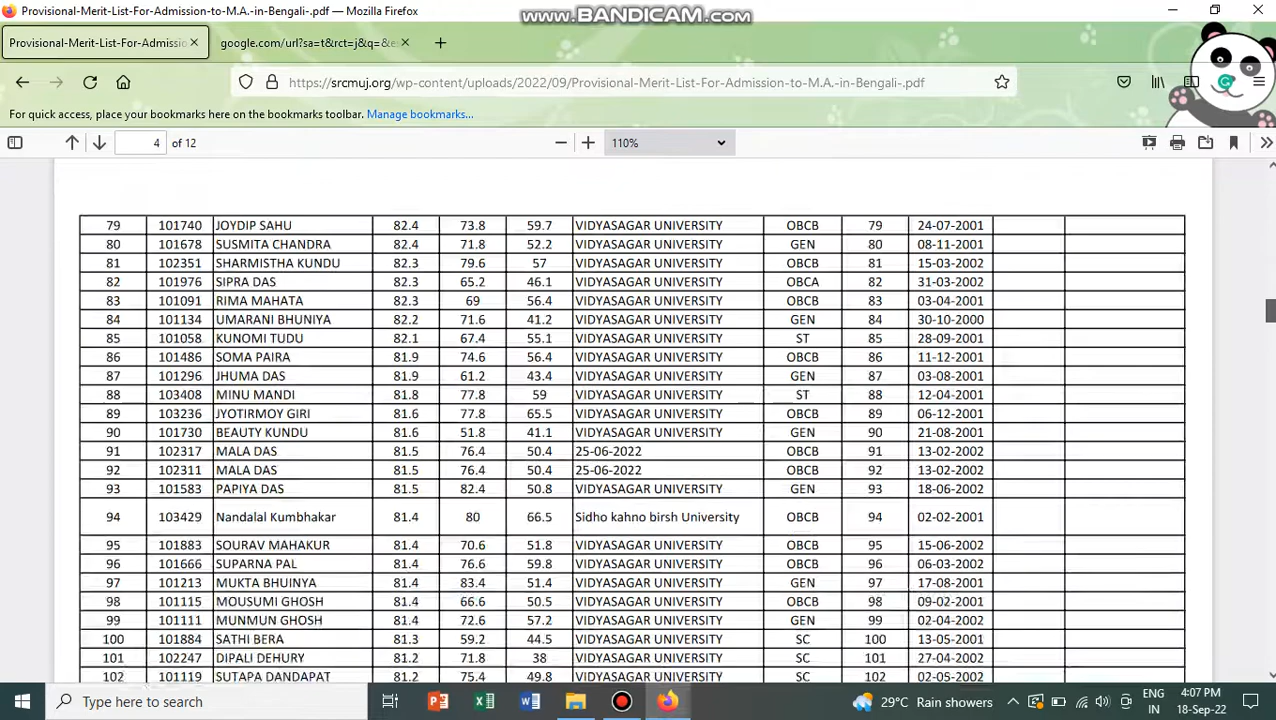 Provisional-Merit-List-For-Admission-to-M.A.-in-Bengali-.pdf — Mozilla Firefox
www.BANDICAM.com
Provisional-Merit-List-For-Admissio
google.com/url?sa=t&rct=j&q=&e
https://srcmuj.org/wp-content/uploads/2022/09/Provisional-Merit-List-For-Admission-to-M.A.-in-Bengali-.pdf
For quick access, place your bookmarks here on the bookmarks toolbar. Manage bookmarks...
4 of 12
110%
79 101740 JOYDIP SAHU 82.4 73.8 59.7 VIDYASAGAR UNIVERSITY OBCB 79 24-07-2001
80 101678 SUSMITA CHANDRA 82.4 71.8 52.2 VIDYASAGAR UNIVERSITY GEN 80 08-11-2001
81 102351 SHARMISTHA KUNDU 82.3 79.6 57 VIDYASAGAR UNIVERSITY OBCB 81 15-03-2002
82 101976 SIPRA DAS 82.3 65.2 46.1 VIDYASAGAR UNIVERSITY OBCA 82 31-03-2002
83 101091 RIMA MAHATA 82.3 69 56.4 VIDYASAGAR UNIVERSITY OBCB 83 03-04-2001
84 101134 UMARANI BHUNIYA 82.2 71.6 41.2 VIDYASAGAR UNIVERSITY GEN 84 30-10-2000
85 101058 KUNOMI TUDU 82.1 67.4 55.1 VIDYASAGAR UNIVERSITY ST 85 28-09-2001
86 101486 SOMA PAIRA 81.9 74.6 56.4 VIDYASAGAR UNIVERSITY OBCB 86 11-12-2001
87 101296 JHUMA DAS 81.9 61.2 43.4 VIDYASAGAR UNIVERSITY GEN 87 03-08-2001
88 103408 MINU MANDI 81.8 77.8 59 VIDYASAGAR UNIVERSITY ST 88 12-04-2001
89 103236 JYOTIRMOY GIRI 81.6 77.8 65.5 VIDYASAGAR UNIVERSITY OBCB 89 06-12-2001
90 101730 BEAUTY KUNDU 81.6 51.8 41.1 VIDYASAGAR UNIVERSITY GEN 90 21-08-2001
91 102317 MALA DAS 81.5 76.4 50.4 25-06-2022 OBCB 91 13-02-2002
92 102311 MALA DAS 81.5 76.4 50.4 25-06-2022 OBCB 92 13-02-2002
93 101583 PAPIYA DAS 81.5 82.4 50.8 VIDYASAGAR UNIVERSITY GEN 93 18-06-2002
94 103429 Nandalal Kumbhakar 81.4 80 66.5 Sidho kahno birsh University OBCB 94 02-02-2001
95 101883 SOURAV MAHAKUR 81.4 70.6 51.8 VIDYASAGAR UNIVERSITY OBCB 95 15-06-2002
96 101666 SUPARNA PAL 81.4 76.6 59.8 VIDYASAGAR UNIVERSITY OBCB 96 06-03-2002
97 101213 MUKTA BHUINYA 81.4 83.4 51.4 VIDYASAGAR UNIVERSITY GEN 97 17-08-2001
98 101115 MOUSUMI GHOSH 81.4 66.6 50.5 VIDYASAGAR UNIVERSITY OBCB 98 09-02-2001
99 101111 MUNMUN GHOSH 81.4 72.6 57.2 VIDYASAGAR UNIVERSITY GEN 99 02-04-2002
100 101884 SATHI BERA 81.3 59.2 44.5 VIDYASAGAR UNIVERSITY SC 100 13-05-2001
101 102247 DIPALI DEHURY 81.2 71.8 38 VIDYASAGAR UNIVERSITY SC 101 27-04-2002
102 101119 SUTAPA DANDAPAT 81.2 75.4 49.8 VIDYASAGAR UNIVERSITY SC 102 02-05-2002
Type here to search
29°C Rain showers
ENG
IN
4:07 PM
18-Sep-22